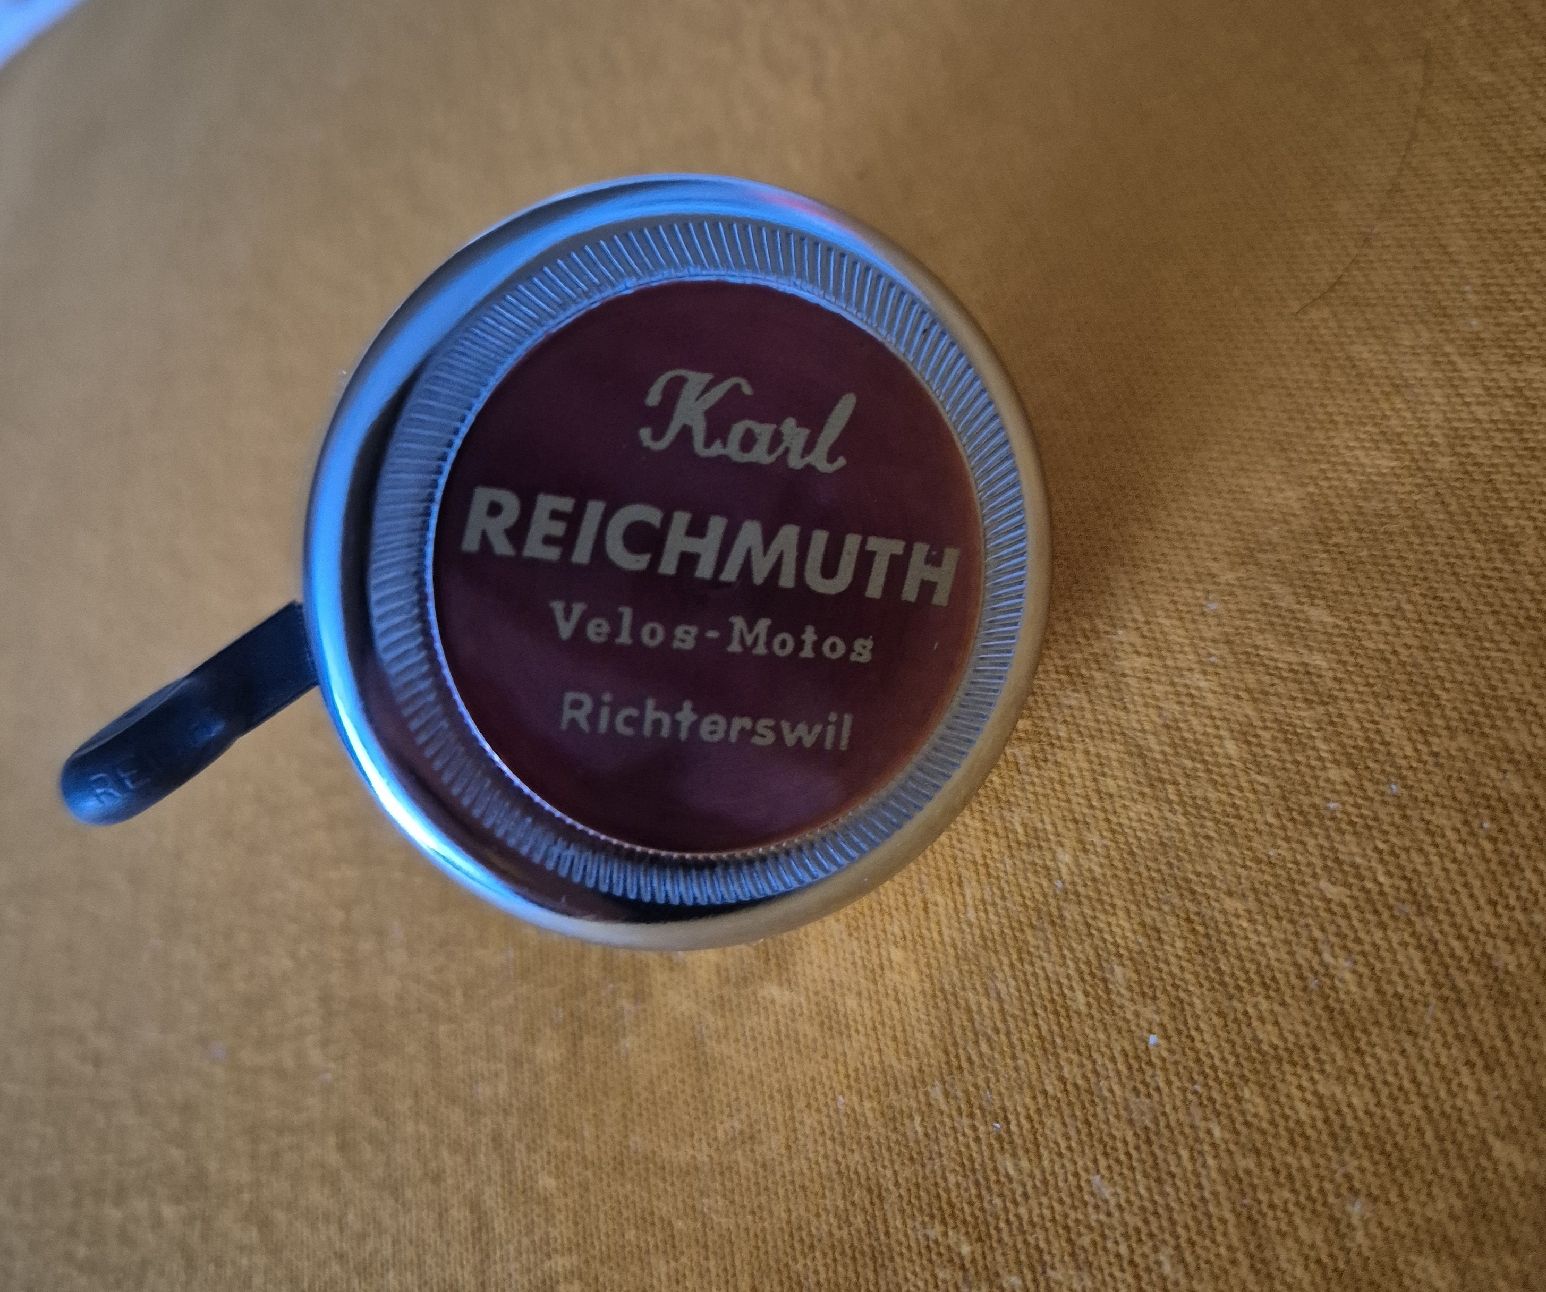 Karl
REICHMUTH
Velos-Motos
Richterswil